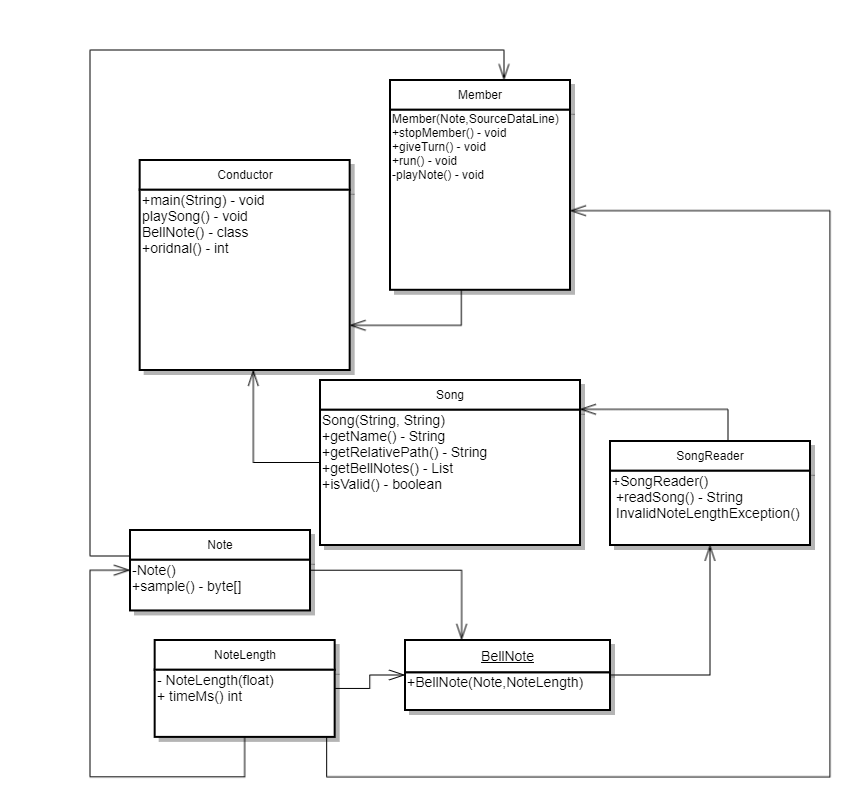 Member
Member(Note,SourceDataLine)
+stopMember() - void
+giveTurn() - void
+run() - void
-playNote() - void
Conductor
+main(String) - void
playSong() - void
BellNote() - class
+oridnal() - int
Song
Song(String, String)
+getName() - String
+getRelativePath() - String
+getBellNotes() - List
+isValid() - boolean
SongReader
+SongReader()
+readSong() - String
InvalidNoteLengthException()
Note
-Note()
+sample() - byte[]
NoteLength
- NoteLength(float)
+ timeMs() int
BellNote
+BellNote(Note,NoteLength)